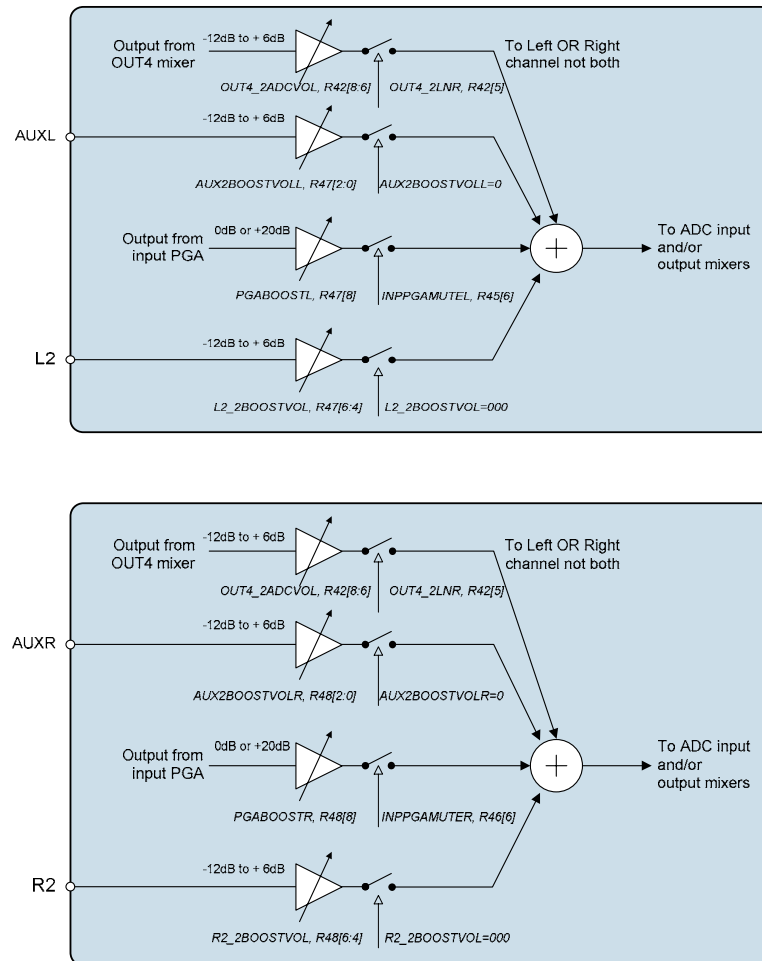 Output from
OUT4 mixer
-12dB to + 6dB
To Left OR Right
channel not both
OUT4_2ADCVOL, R42[8:6]
OUT4_2LNR, R42[5]
AUXL
-12dB to + 6dB
AUX2BOOSTVOLL, R47[2:0]
AUX2BOOSTVOLL=0
Output from
input PGA
0dB or +20dB
+
To ADC input
and/or
output mixers
PGABOOSTL, R47[8]
INPPGAMUTEL, R45[6]
L2
-12dB to + 6dB
L2_2BOOSTVOL, R47[6:4]
L2_2BOOSTVOL=000
Output from
OUT4 mixer
-12dB to + 6dB
To Left OR Right
channel not both
OUT4_2ADCVOL, R42[8:6]
OUT4_2LNR, R42[5]
AUXR
-12dB to + 6dB
AUX2BOOSTVOLR, R48[2:0]
AUX2BOOSTVOLR=0
Output from
input PGA
0dB or +20dB
+
To ADC input
and/or
output mixers
PGABOOSTR, R48[8]
INPPGAMUTER, R46[6]
R2
-12dB to + 6dB
R2_2BOOSTVOL, R48[6:4]
R2_2BOOSTVOL=000